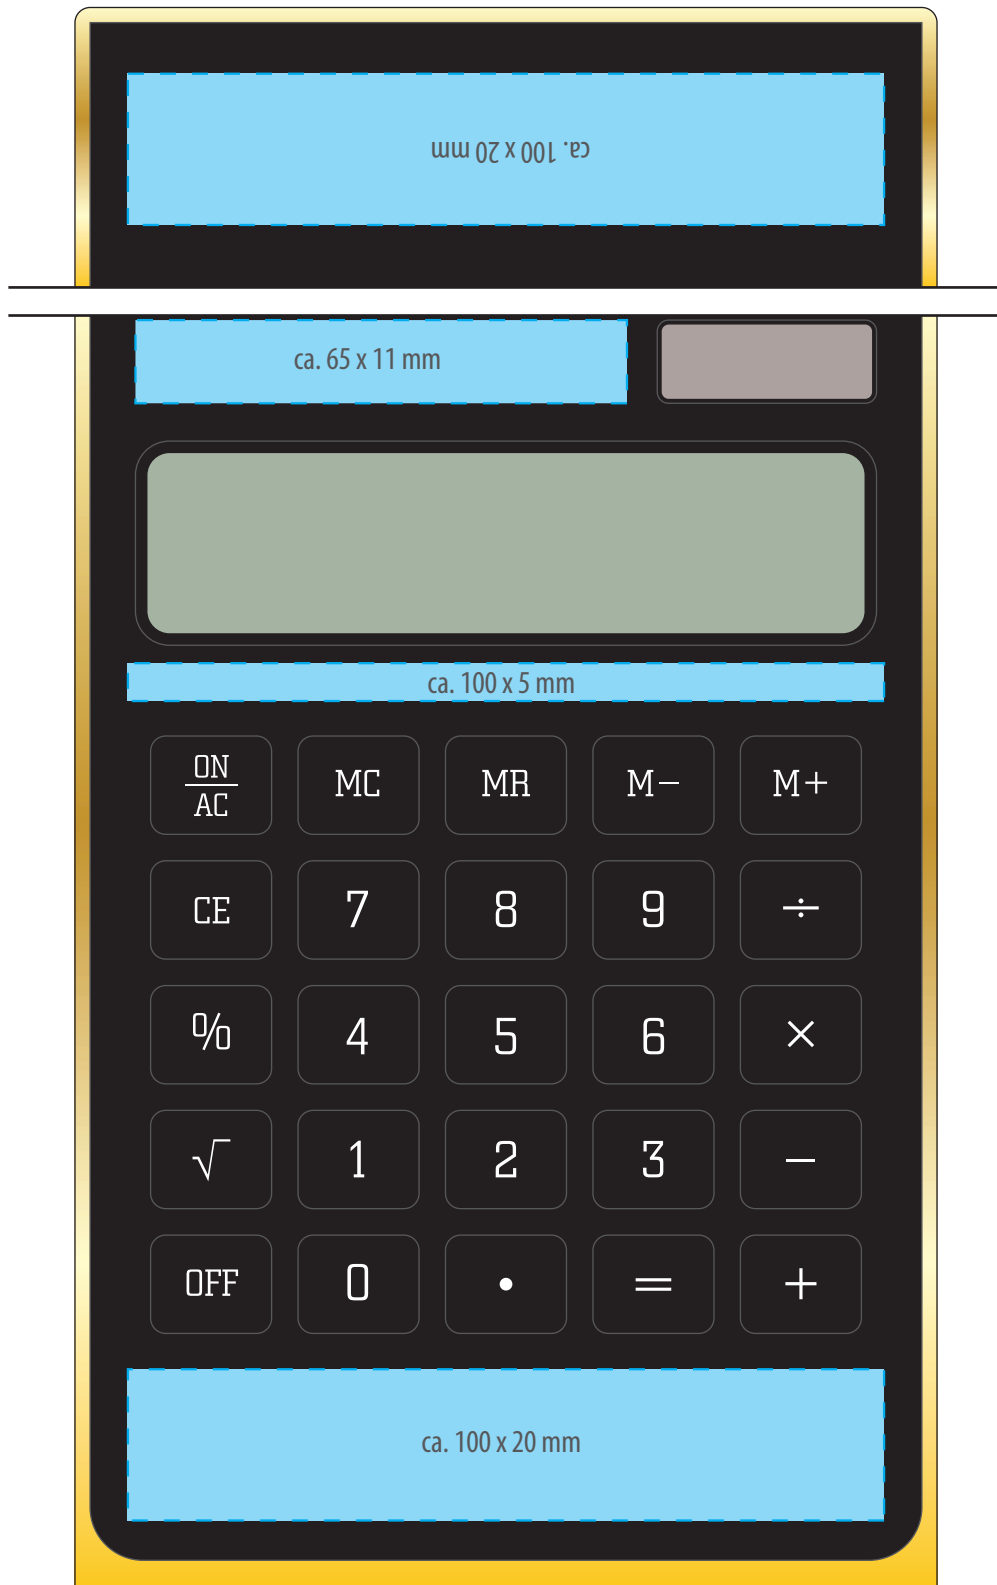 ca. 100 x 20 mm
ca. 65 x 11 mm
ca. 100 x 5 mm
ON
AC
MC MR M− M+
CE 7 8 9 ÷
% 4 5 6 ×
√ 1 2 3 −
OFF 0 . = +
ca. 100 x 20 mm